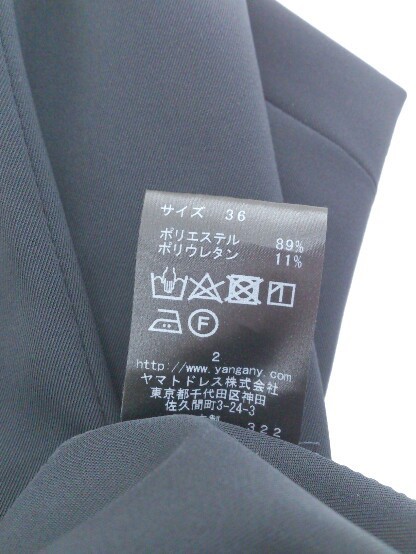 サイズ 36
ポリエステル 89%
ポリウレタン 11%
F
2
http://www.yangany.com
ヤマトドレス株式会社
東京都千代田区神田
佐久間町3-24-3
322